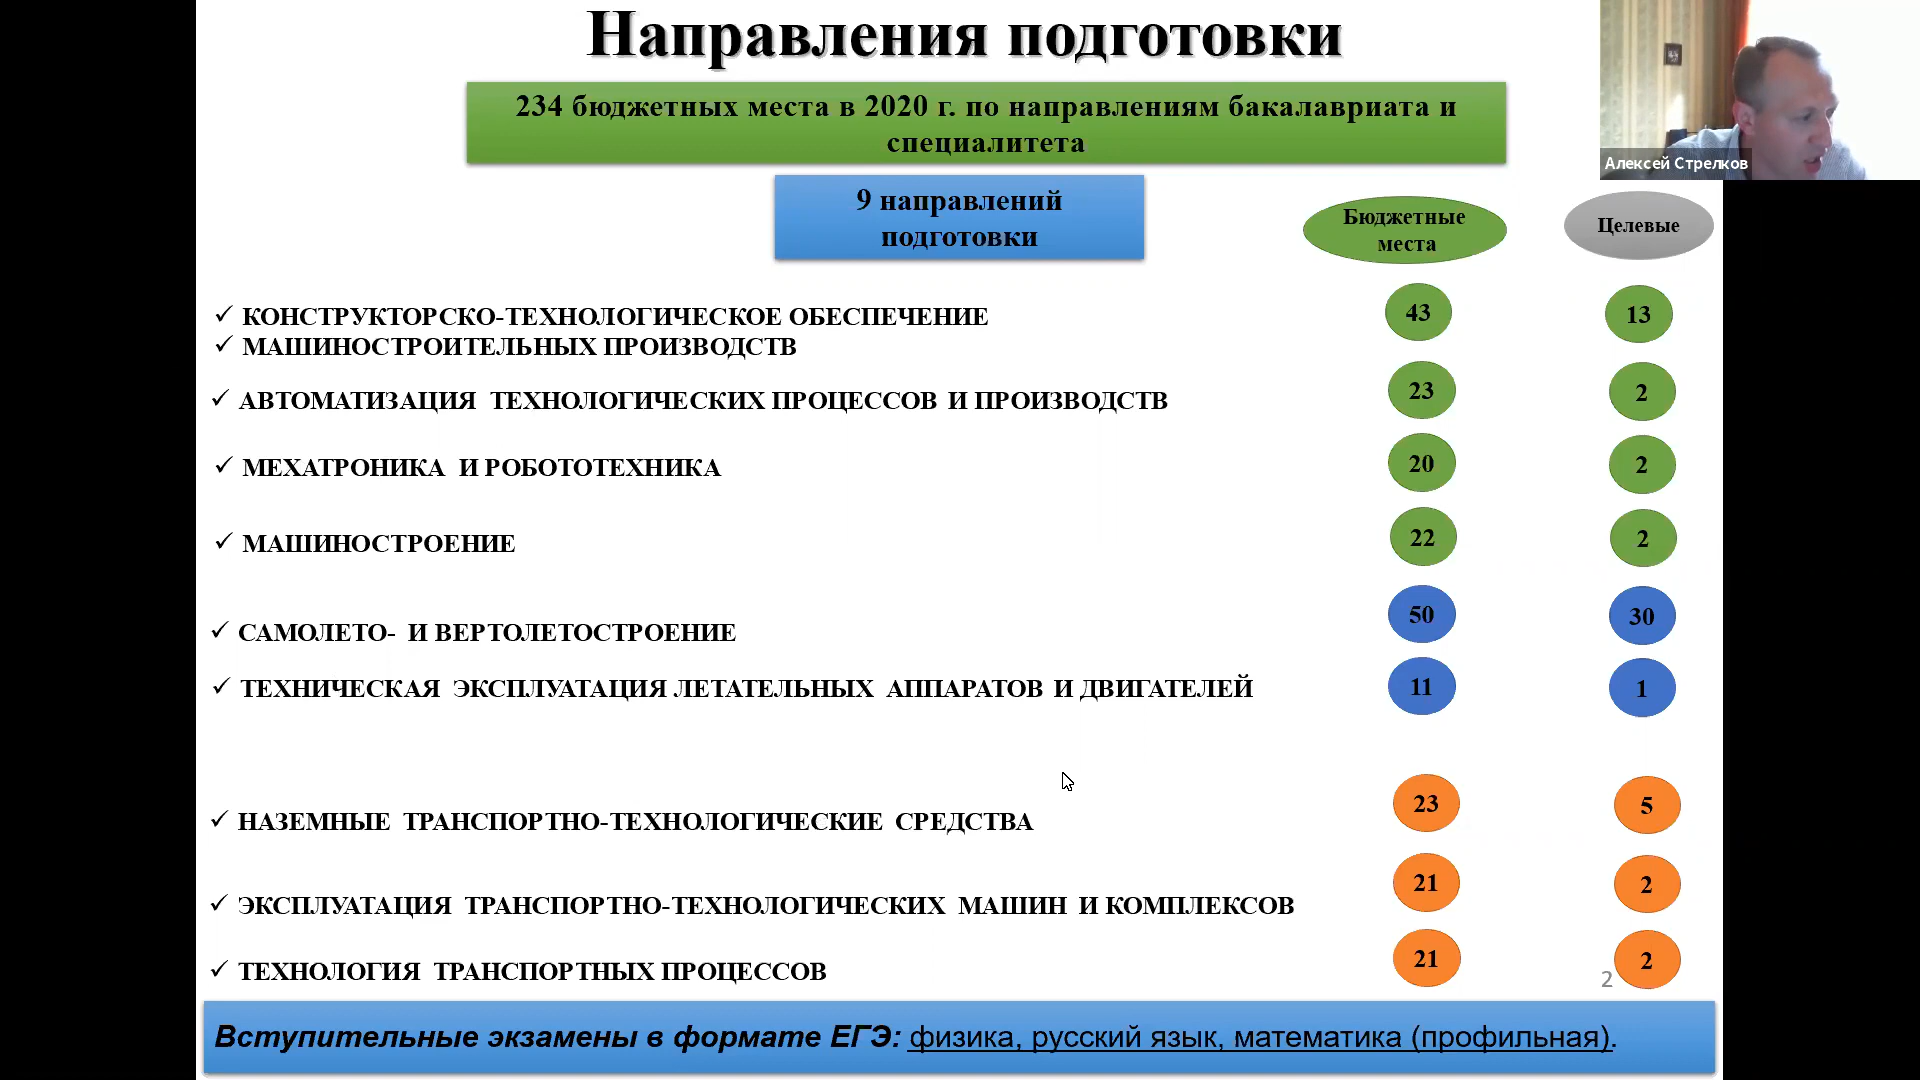 Направления подготовки
234 бюджетных места в 2020 г. по направлениям бакалавриата и
специалитета
Алексей Стрелков
9 направлений
подготовки
Бюджетные
места
Целевые
✓ КОНСТРУКТОРСКО-ТЕХНОЛОГИЧЕСКОЕ ОБЕСПЕЧЕНИЕ 43 13
✓ МАШИНОСТРОИТЕЛЬНЫХ ПРОИЗВОДСТВ
✓ АВТОМАТИЗАЦИЯ ТЕХНОЛОГИЧЕСКИХ ПРОЦЕССОВ И ПРОИЗВОДСТВ 23 2
✓ МЕХАТРОНИКА И РОБОТОТЕХНИКА 20 2
✓ МАШИНОСТРОЕНИЕ 22 2
✓ САМОЛЕТО- И ВЕРТОЛЕТОСТРОЕНИЕ 50 30
✓ ТЕХНИЧЕСКАЯ ЭКСПЛУАТАЦИЯ ЛЕТАТЕЛЬНЫХ АППАРАТОВ И ДВИГАТЕЛЕЙ 11 1
✓ НАЗЕМНЫЕ ТРАНСПОРТНО-ТЕХНОЛОГИЧЕСКИЕ СРЕДСТВА 23 5
✓ ЭКСПЛУАТАЦИЯ ТРАНСПОРТНО-ТЕХНОЛОГИЧЕСКИХ МАШИН И КОМПЛЕКСОВ 21 2
✓ ТЕХНОЛОГИЯ ТРАНСПОРТНЫХ ПРОЦЕССОВ 21 2
2
Вступительные экзамены в формате ЕГЭ: физика, русский язык, математика (профильная).